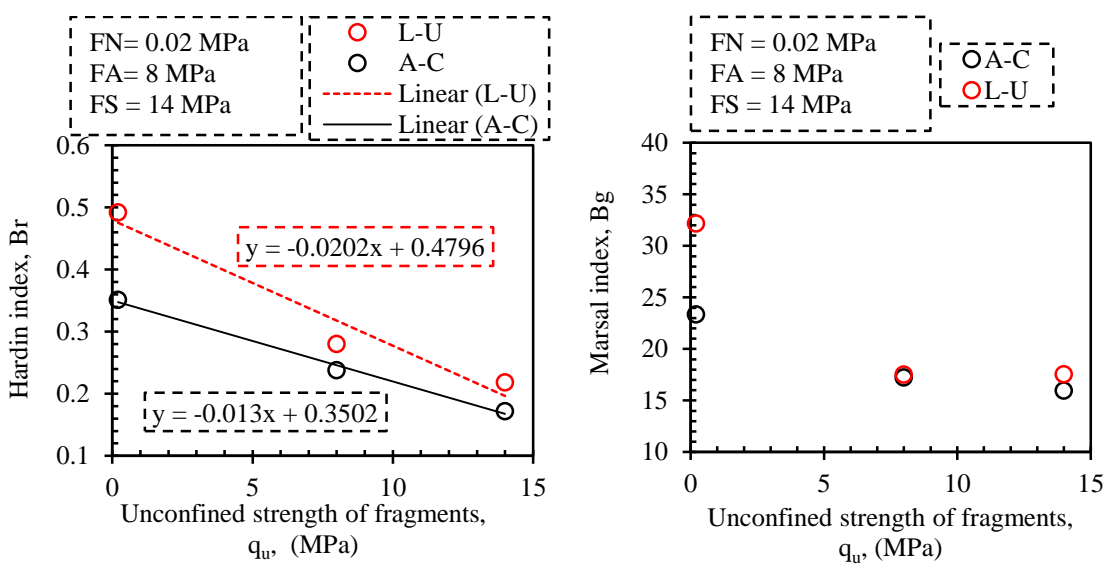 FN= 0.02 MPa
FA= 8 MPa
FS = 14 MPa
L-U
A-C
Linear (L-U)
Linear (A-C)
0.6
0.5
0.4
0.3
0.2
0.1
Hardin index, Br
y = -0.0202x + 0.4796
y = -0.013x + 0.3502
0
5
10
15
Unconfined strength of fragments,
qu, (MPa)
FN = 0.02 MPa
FA = 8 MPa
FS = 14 MPa
A-C
L-U
40
35
30
25
20
15
10
Marsal index, Bg
0
5
10
15
Unconfined strength of fragments,
qu, (MPa)